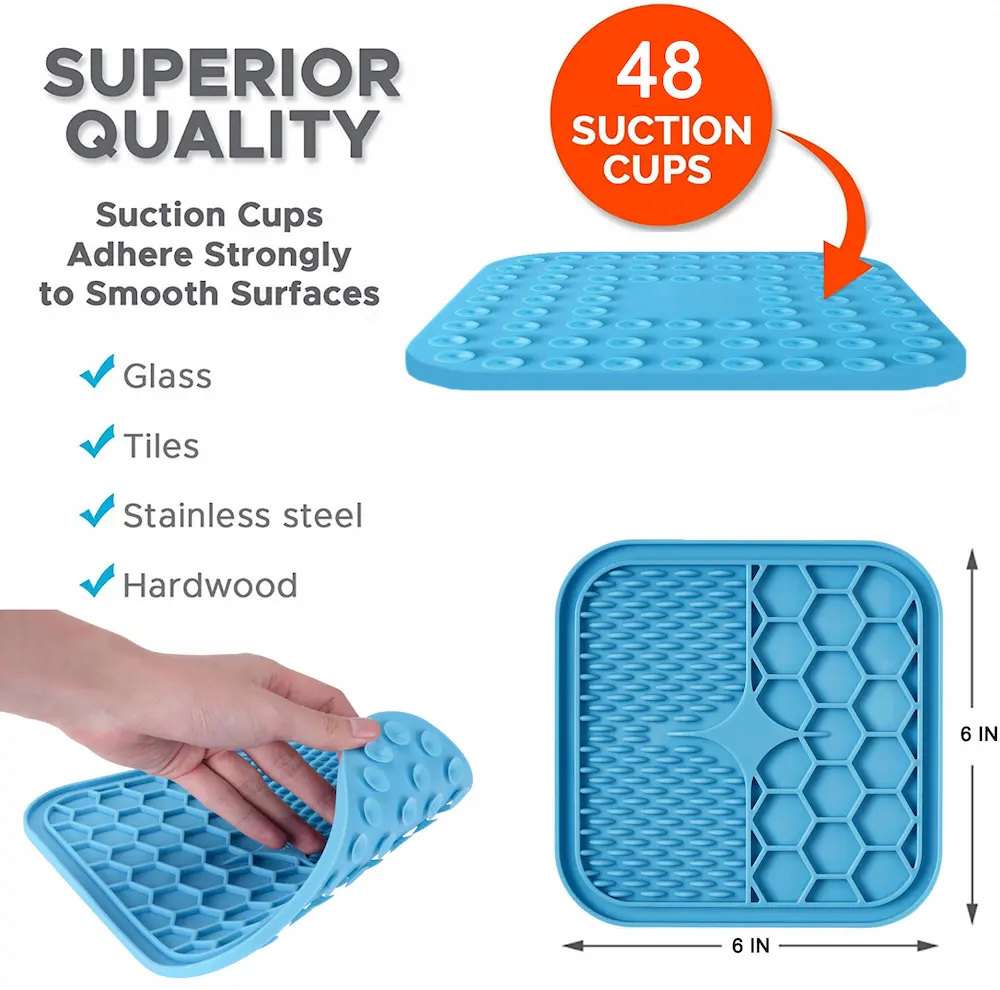 SUPERIOR
QUALITY
Suction Cups
Adhere Strongly
to Smooth Surfaces
Glass
Tiles
Stainless steel
Hardwood
48
SUCTION
CUPS
6 IN
6 IN